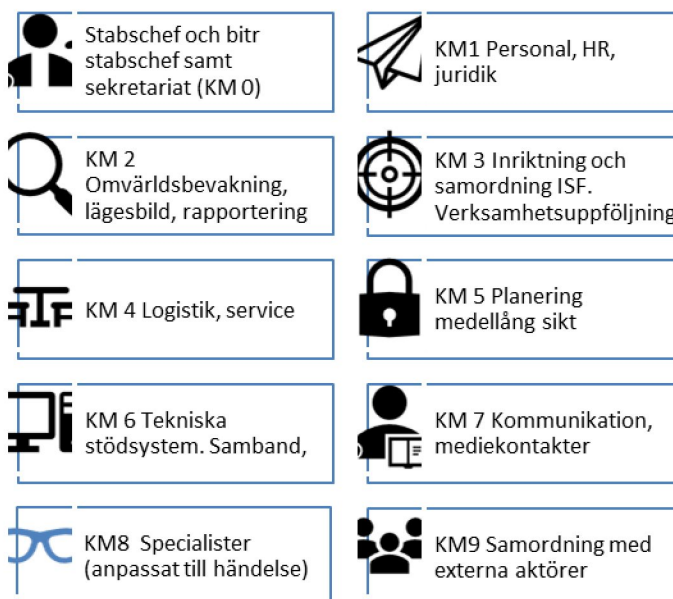 Stabschef och bitr
stabschef samt
sekretariat (KM 0)
KM1 Personal, HR,
juridik
KM 2
Omvärldsbevakning,
lägesbild, rapportering
KM 3 Inriktning och
samordning ISF.
Verksamhetsuppföljning
KM 4 Logistik, service
KM 5 Planering
medellång sikt
KM 6 Tekniska
stödsystem. Samband,
KM 7 Kommunikation,
mediekontakter
KM8 Specialister
(anpassat till händelse)
KM9 Samordning med
externa aktörer